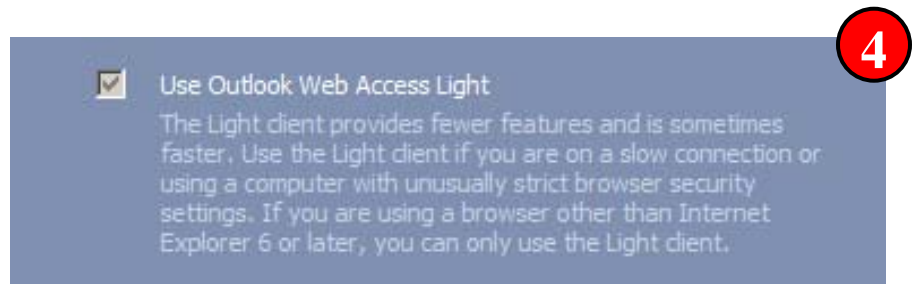 4
Use Outlook Web Access Light
The Light client provides fewer features and is sometimes
faster. Use the Light client if you are on a slow connection or
using a computer with unusually strict browser security
settings. If you are using a browser other than Internet
Explorer 6 or later, you can only use the Light client.